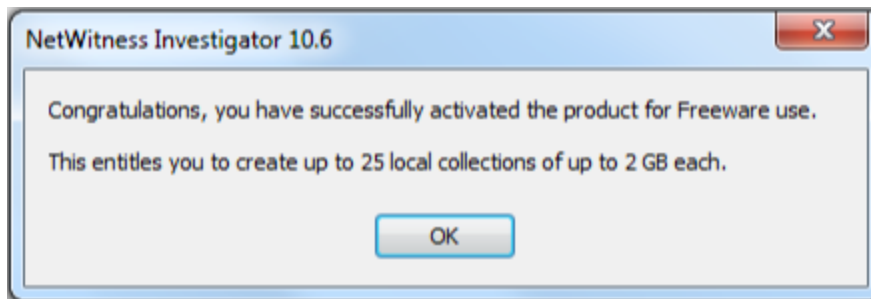 NetWitness Investigator 10.6
Congratulations, you have successfully activated the product for Freeware use.
This entitles you to create up to 25 local collections of up to 2 GB each.
OK